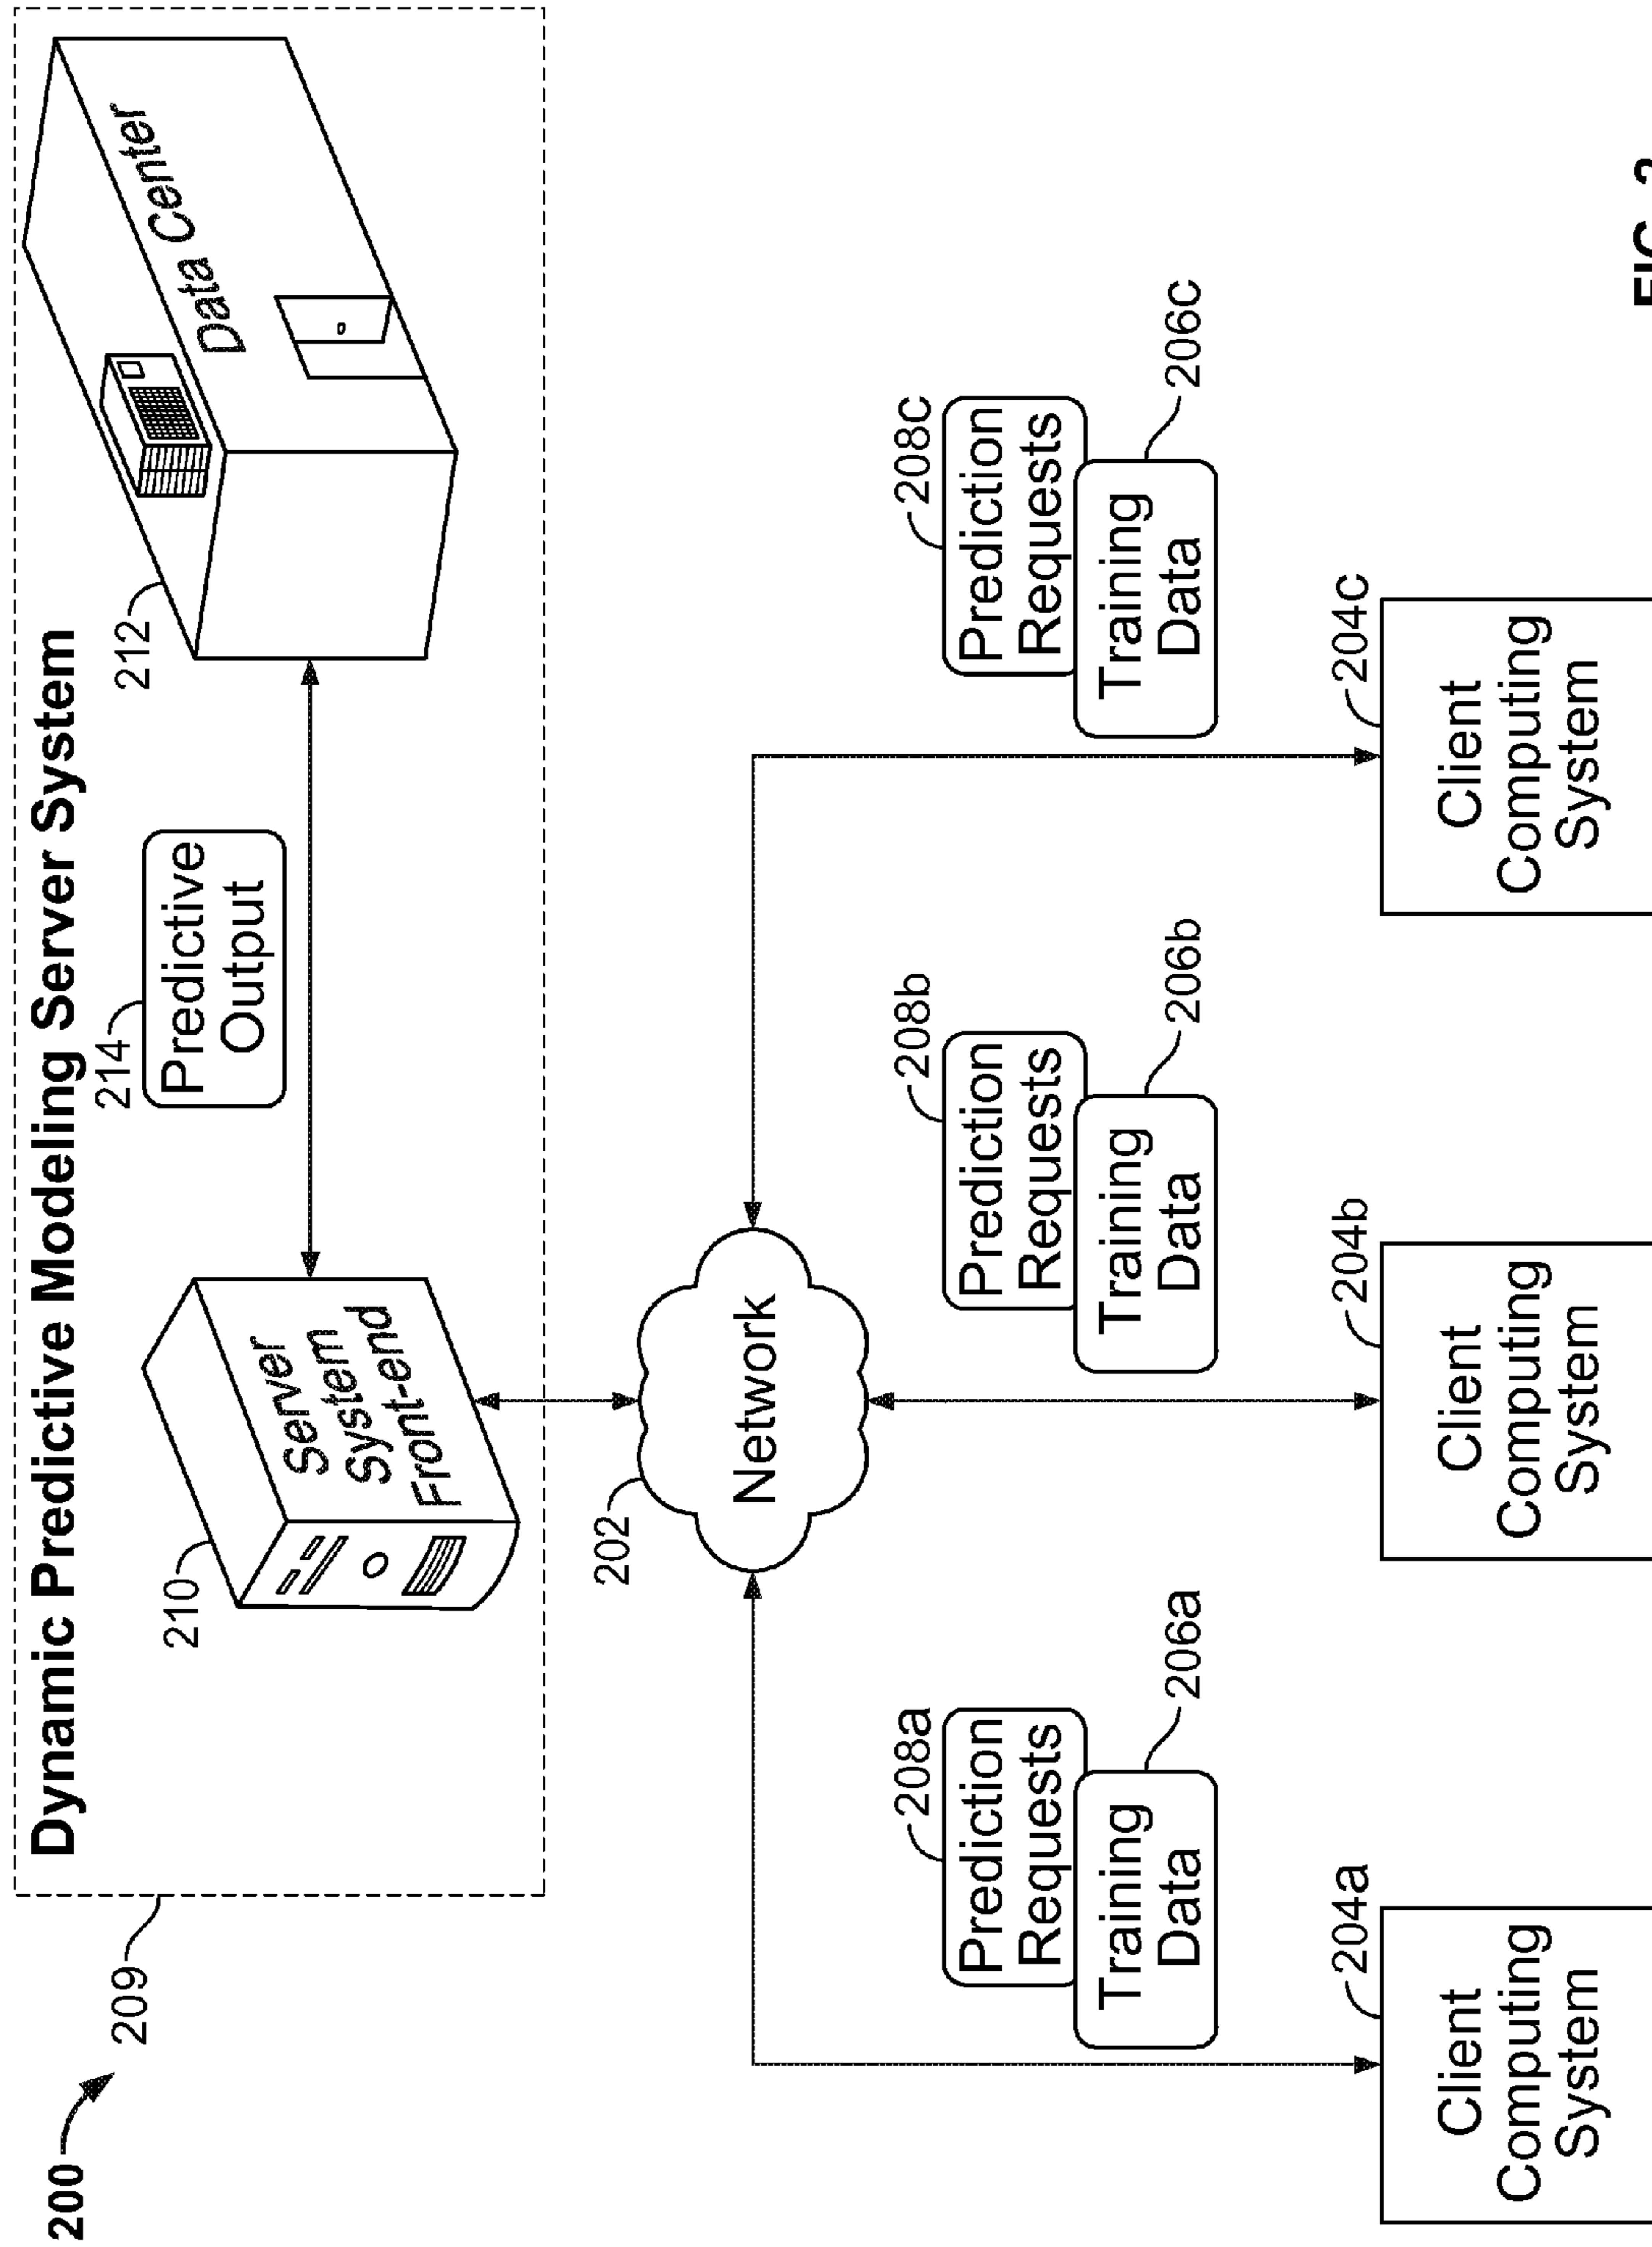 200
209
Dynamic Predictive Modeling Server System
210
Server
System
Front-end
214
Predictive
Output
212
Data Center
202
Network
208a
Prediction
Requests
Training
Data
206a
208b
Prediction
Requests
Training
Data
206b
208c
Prediction
Requests
Training
Data
206c
204a
Client
Computing
System
204b
Client
Computing
System
204c
Client
Computing
System